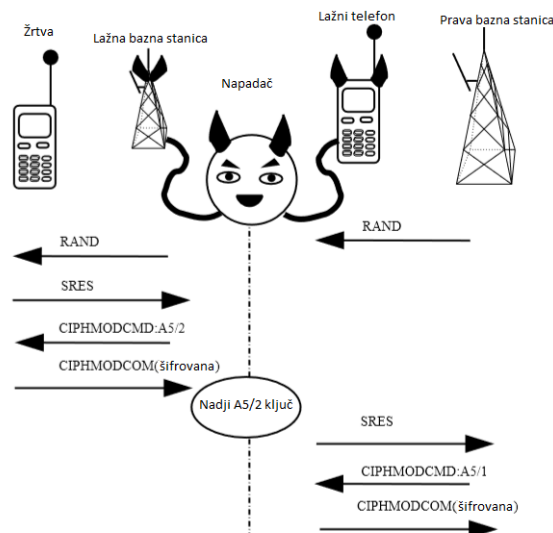 Žrtva
Lažna bazna stanica
Napadač
Lažni telefon
Prava bazna stanica
RAND
RAND
SRES
CIPHMODCMD:A5/2
CIPHMODCOM(šifrovana)
Nadji A5/2 ključ
SRES
CIPHMODCMD:A5/1
CIPHMODCOM(šifrovana)